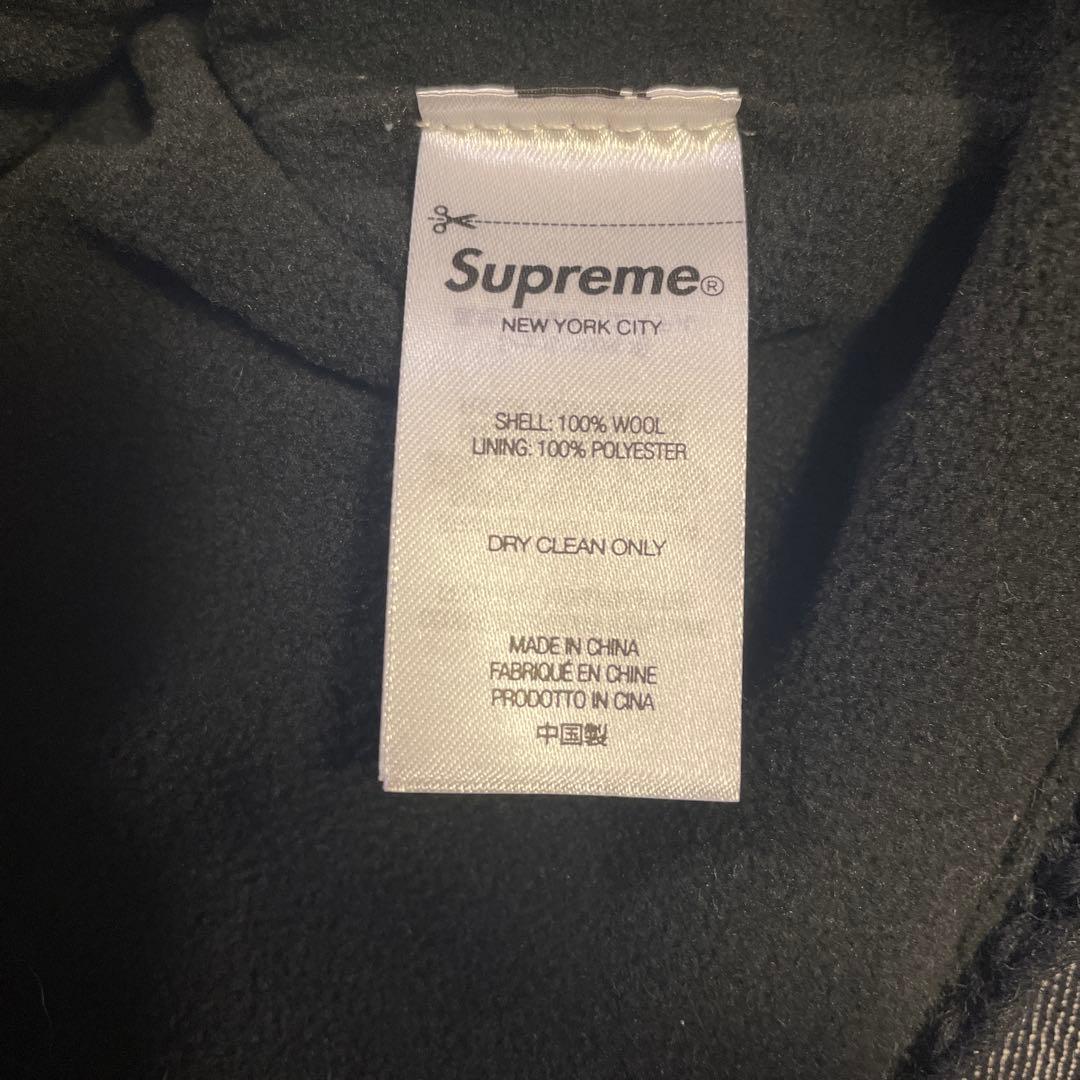 Supreme®
NEW YORK CITY
SHELL: 100% WOOL
LINING: 100% POLYESTER
DRY CLEAN ONLY
MADE IN CHINA
FABRIQUÉ EN CHINE
PRODOTTO IN CINA
中国製